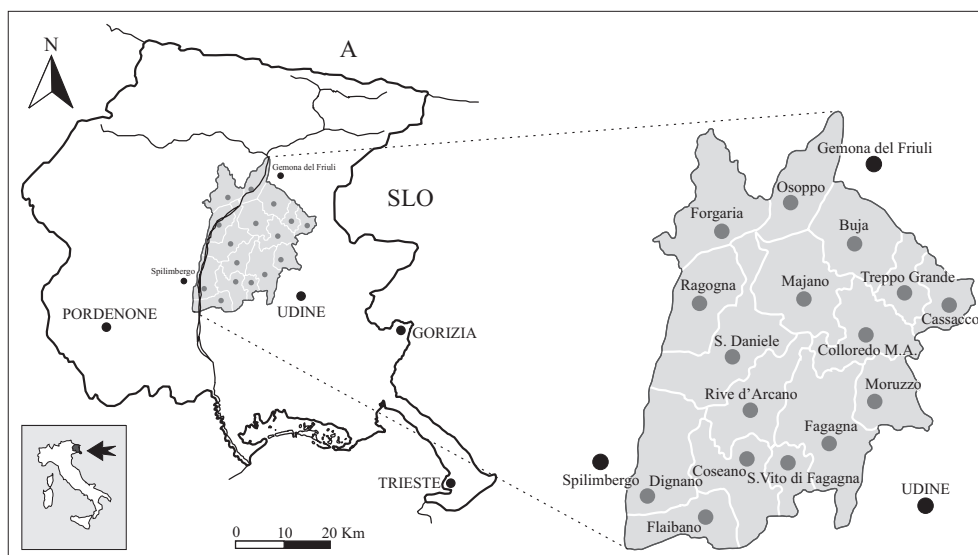 N
A
Gemona del Friuli
SLO
Spilimbergo
PORDENONE
UDINE
GORIZIA
TRIESTE
0 10 20 Km
Gemona del Friuli
Osoppo
Forgaria
Buja
Ragogna
Majano
Treppo Grande
Cassacco
S. Daniele
Colloredo M.A.
Rive d'Arcano
Moruzzo
Fagagna
Spilimbergo
Dignano
Coseano
S.Vito di Fagagna
Flaibano
UDINE